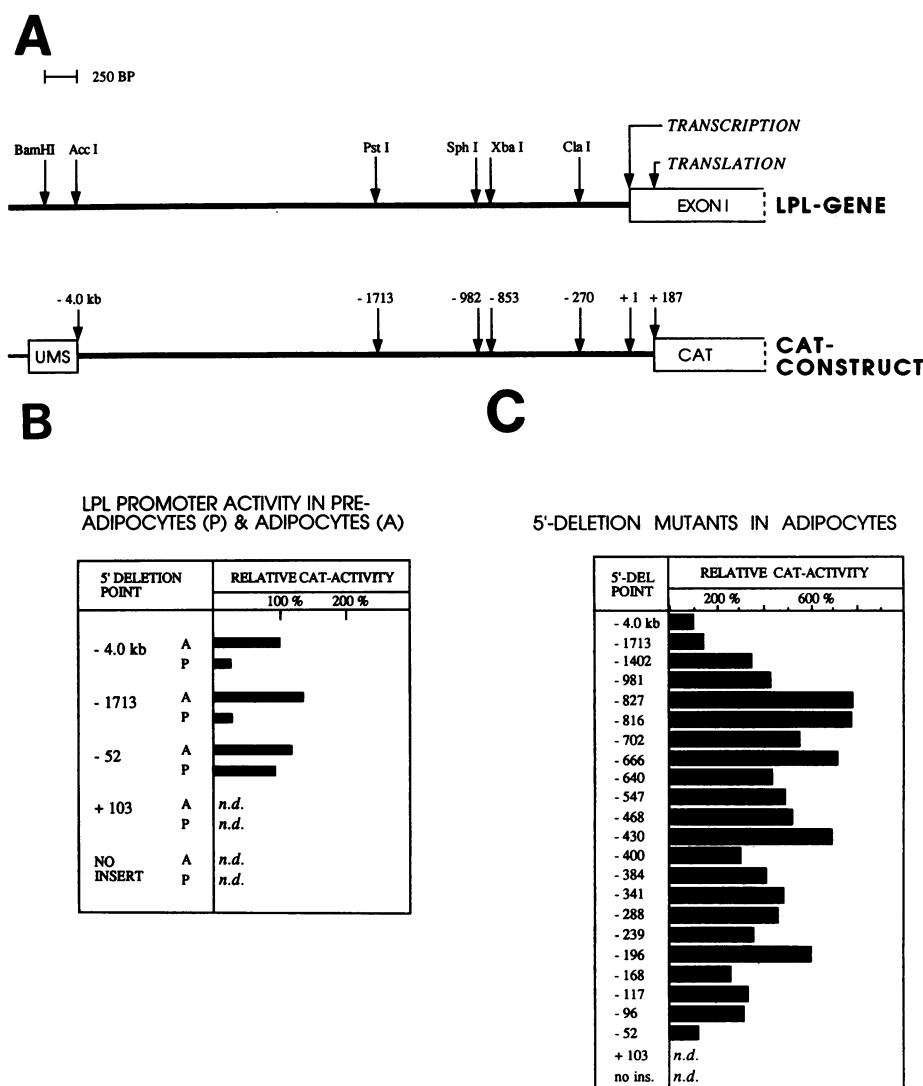 A
250 BP
TRANSCRIPTION
BamHI Acc I Pst I Sph I Xba I Cla I
TRANSLATION
EXON I
LPL-GENE
- 4.0 kb - 1713 - 982 - 853 - 270 + 1 + 187
UMS
CAT
CAT-
CONSTRUCT
B
LPL PROMOTER ACTIVITY IN PRE-
ADIPOCYTES (P) & ADIPOCYTES (A)
5' DELETION
POINT
RELATIVE CAT-ACTIVITY
100 % 200 %
- 4.0 kb A
P
- 1713 A
P
- 52 A
P
+ 103 A n.d.
P n.d.
NO
INSERT
A n.d.
P n.d.
C
5'-DELETION MUTANTS IN ADIPOCYTES
5'-DEL
POINT
RELATIVE CAT-ACTIVITY
200 % 600 %
- 4.0 kb
- 1713
- 1402
- 981
- 827
- 816
- 702
- 666
- 640
- 547
- 468
- 430
- 400
- 384
- 341
- 288
- 239
- 196
- 168
- 117
- 96
- 52
+ 103 n.d.
no ins. n.d.